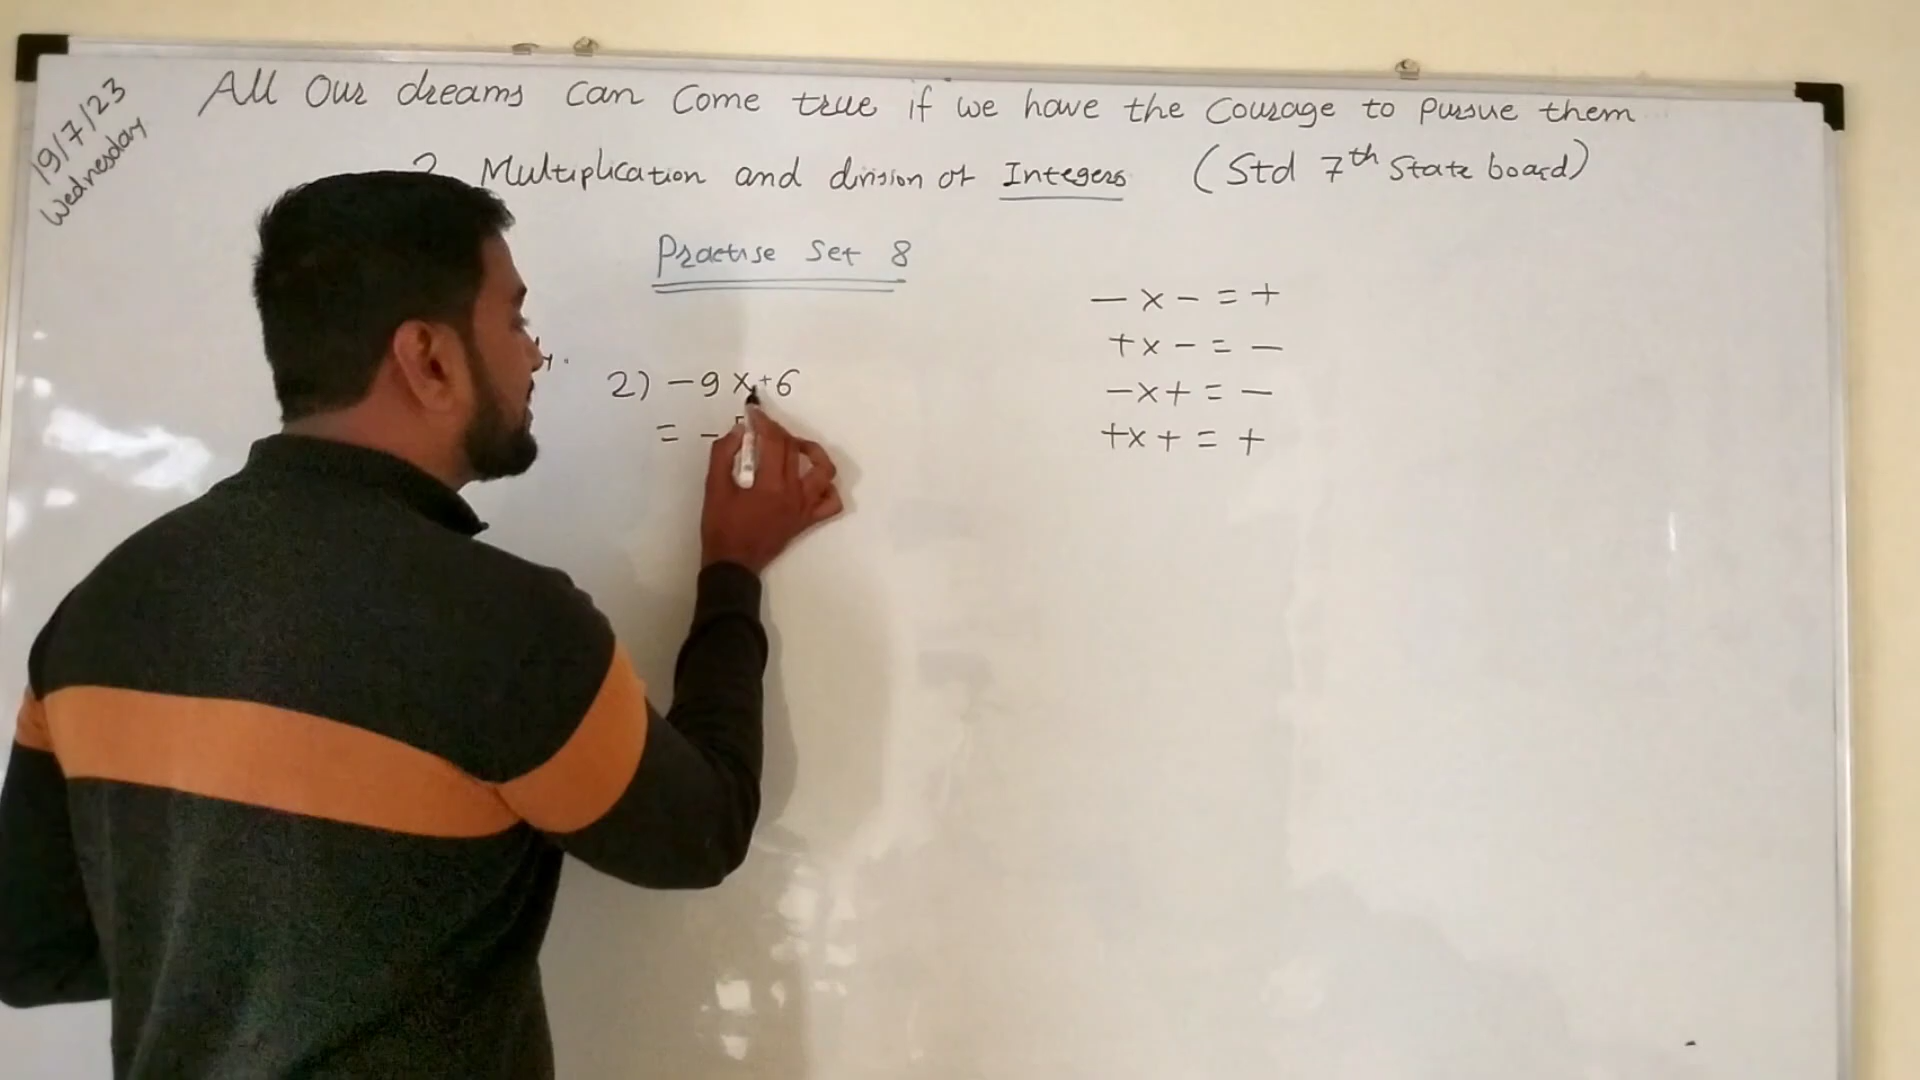 19/7/23
Wednesday
All Our dreams can Come true if we have the Courage to pursue them
Multiplication and division of Integers (Std 7th State board)
Practise Set 8
2) -9 x +6
= -
- x - = +
+ x - = -
- x + = -
+ x + = +